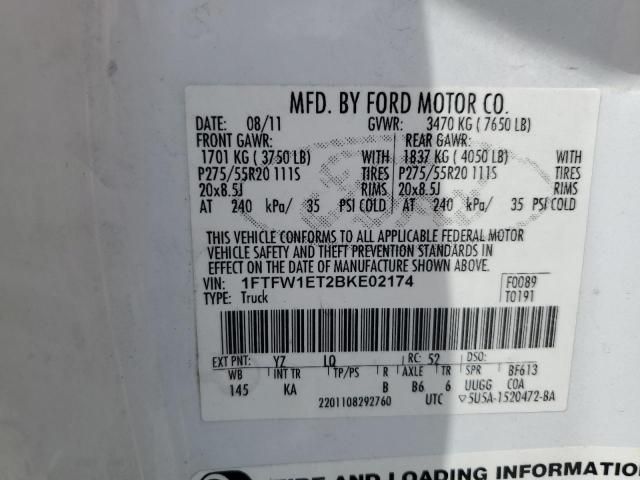 MFD. BY FORD MOTOR CO.
DATE: 08/11 GVWR: 3470 KG ( 7650 LB)
FRONT GAWR: REAR GAWR:
1701 KG ( 3750 LB) WITH 1837 KG ( 4050 LB) WITH
P275/55R20 111S TIRES P275/55R20 111S TIRES
20x8.5J RIMS 20x8.5J RIMS
AT 240 kPa/ 35 PSI COLD AT 240 kPa/ 35 PSI COLD
THIS VEHICLE CONFORMS TO ALL APPLICABLE FEDERAL MOTOR
VEHICLE SAFETY AND THEFT PREVENTION STANDARDS IN
EFFECT ON THE DATE OF MANUFACTURE SHOWN ABOVE.
VIN: 1FTFW1ET2BKE02174 F0089
TYPE: Truck T0191
EXT PNT: YZ LQ RC: 52 DSO:
WB INT TR TP/PS R AXLE TR SPR BF613
145 KA B B6 6 UUGG COA
2201108292760 UTC ▽5U5A-1520472-BA
TIRE AND LOADING INFORMATION